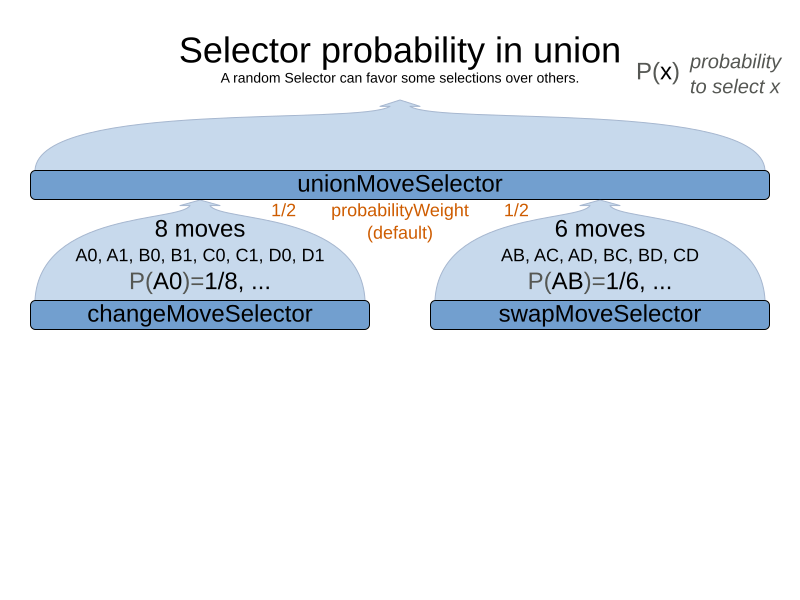 Selector probability in union
A random Selector can favor some selections over others.
P(x) probability
to select x
unionMoveSelector
1/2 probabilityWeight 1/2
(default)
8 moves
A0, A1, B0, B1, C0, C1, D0, D1
P(A0)=1/8, ...
changeMoveSelector
6 moves
AB, AC, AD, BC, BD, CD
P(AB)=1/6, ...
swapMoveSelector